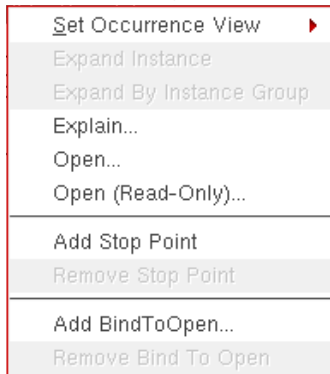 Set Occurrence View
Expand Instance
Expand By Instance Group
Explain...
Open...
Open (Read-Only)...
Add Stop Point
Remove Stop Point
Add BindToOpen...
Remove Bind To Open